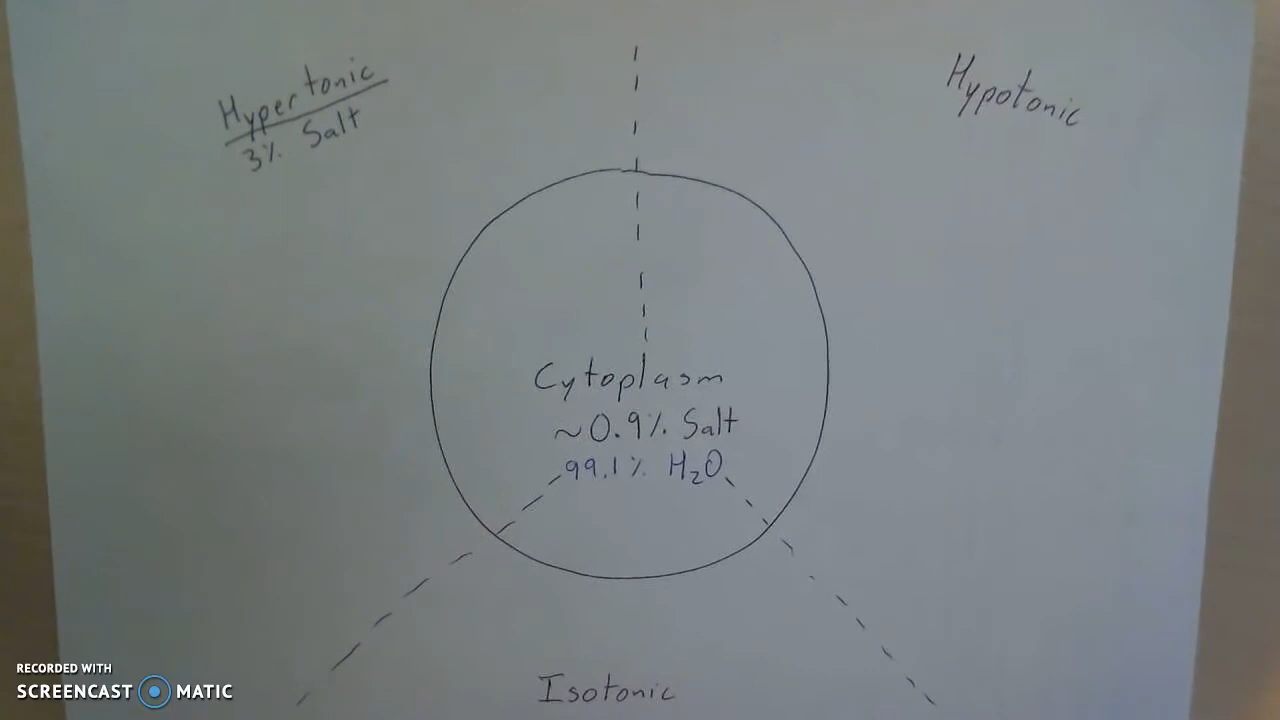 Hypertonic
3% Salt
Hypotonic
Cytoplasm
~0.9% Salt
99.1% H₂O
Isotonic
RECORDED WITH
SCREENCAST MATIC